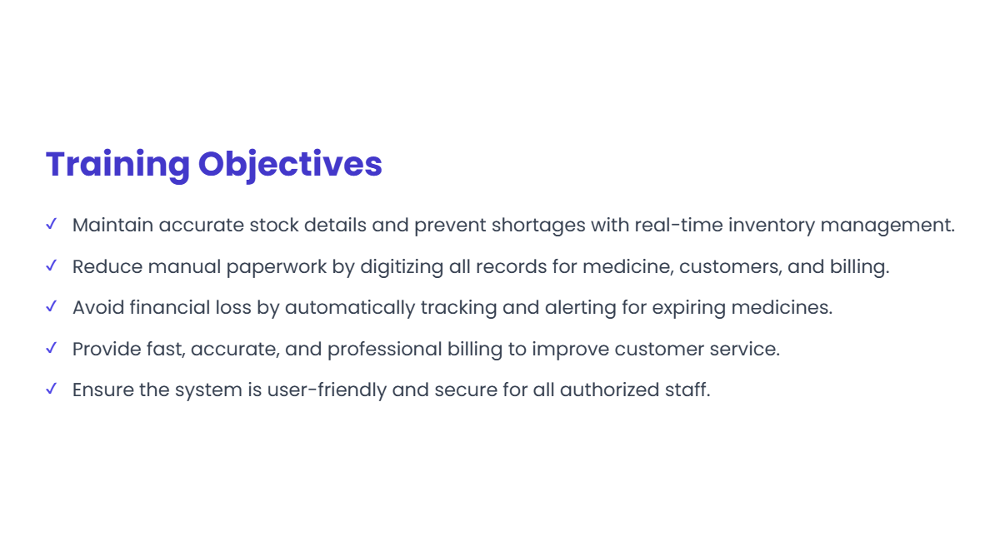 Training Objectives
✓ Maintain accurate stock details and prevent shortages with real-time inventory management.
✓ Reduce manual paperwork by digitizing all records for medicine, customers, and billing.
✓ Avoid financial loss by automatically tracking and alerting for expiring medicines.
✓ Provide fast, accurate, and professional billing to improve customer service.
✓ Ensure the system is user-friendly and secure for all authorized staff.